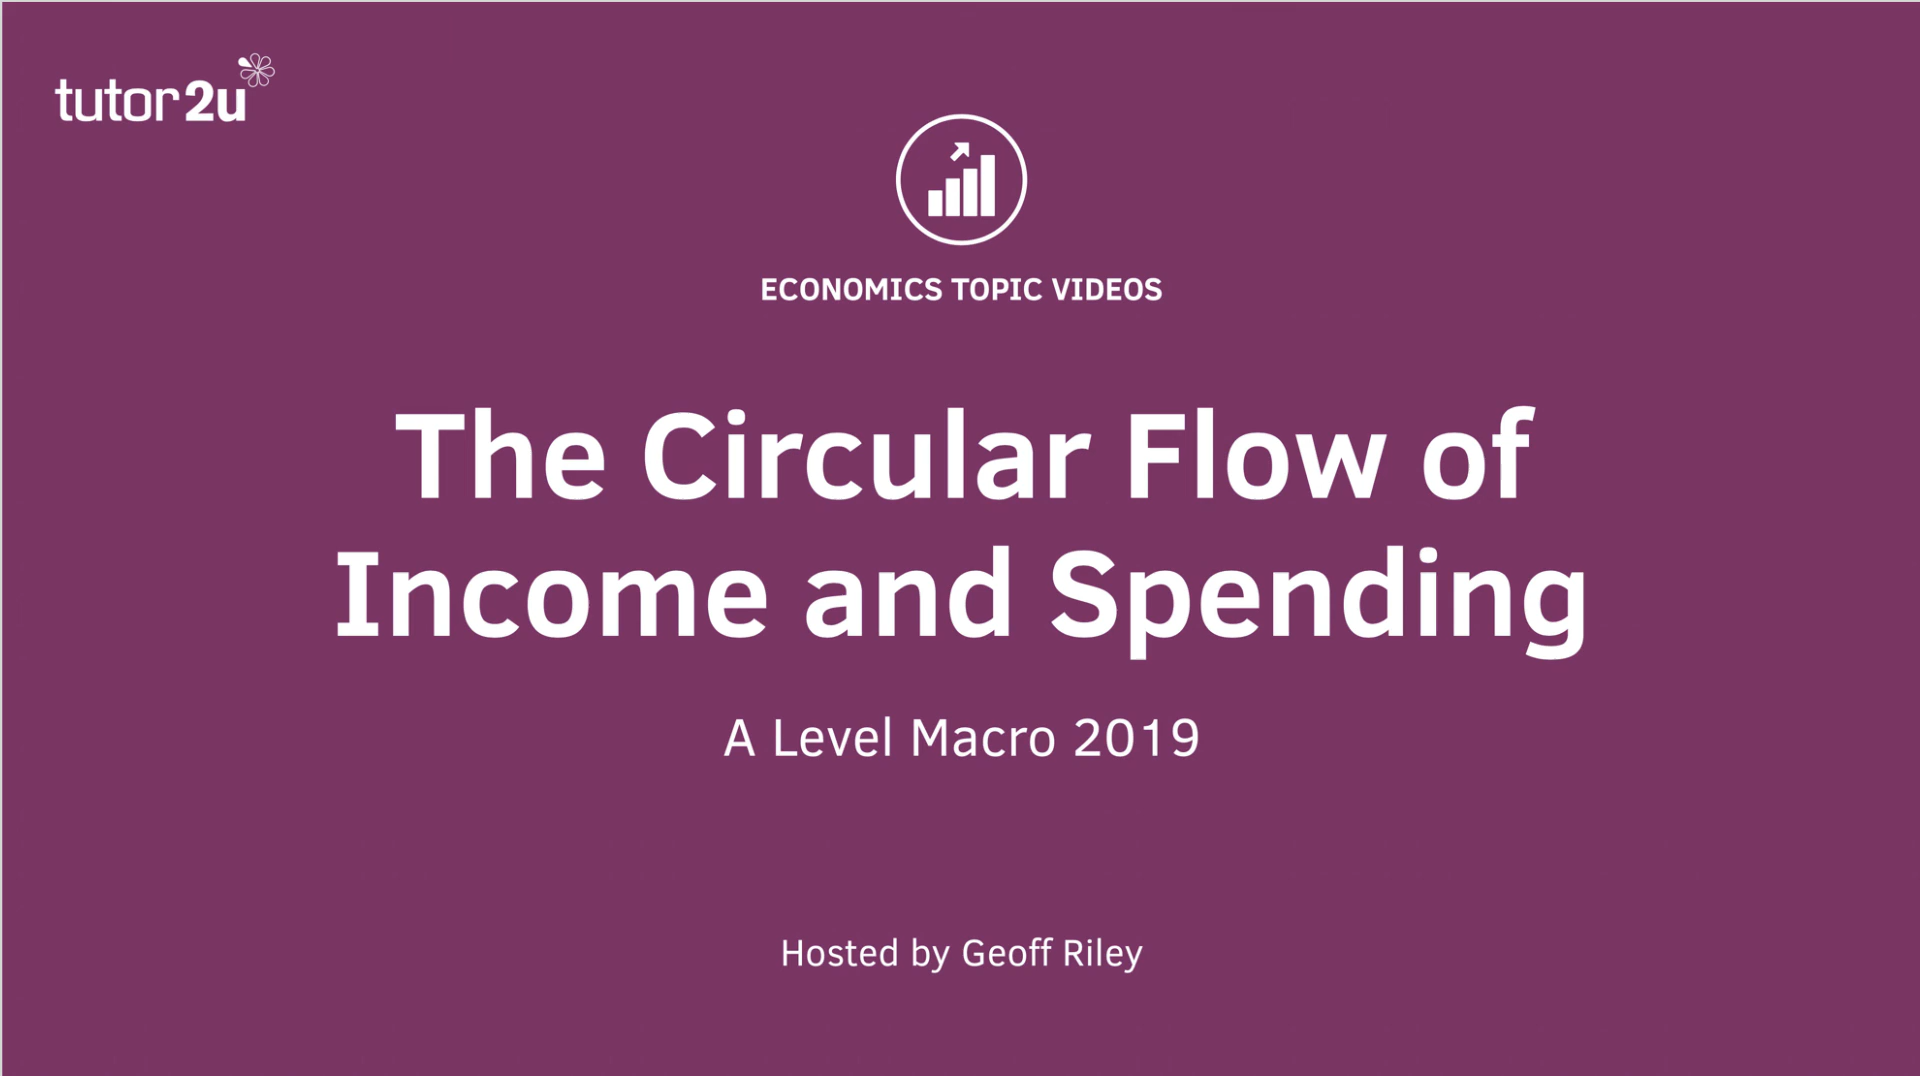 tutor2u
ECONOMICS TOPIC VIDEOS
The Circular Flow of
Income and Spending
A Level Macro 2019
Hosted by Geoff Riley